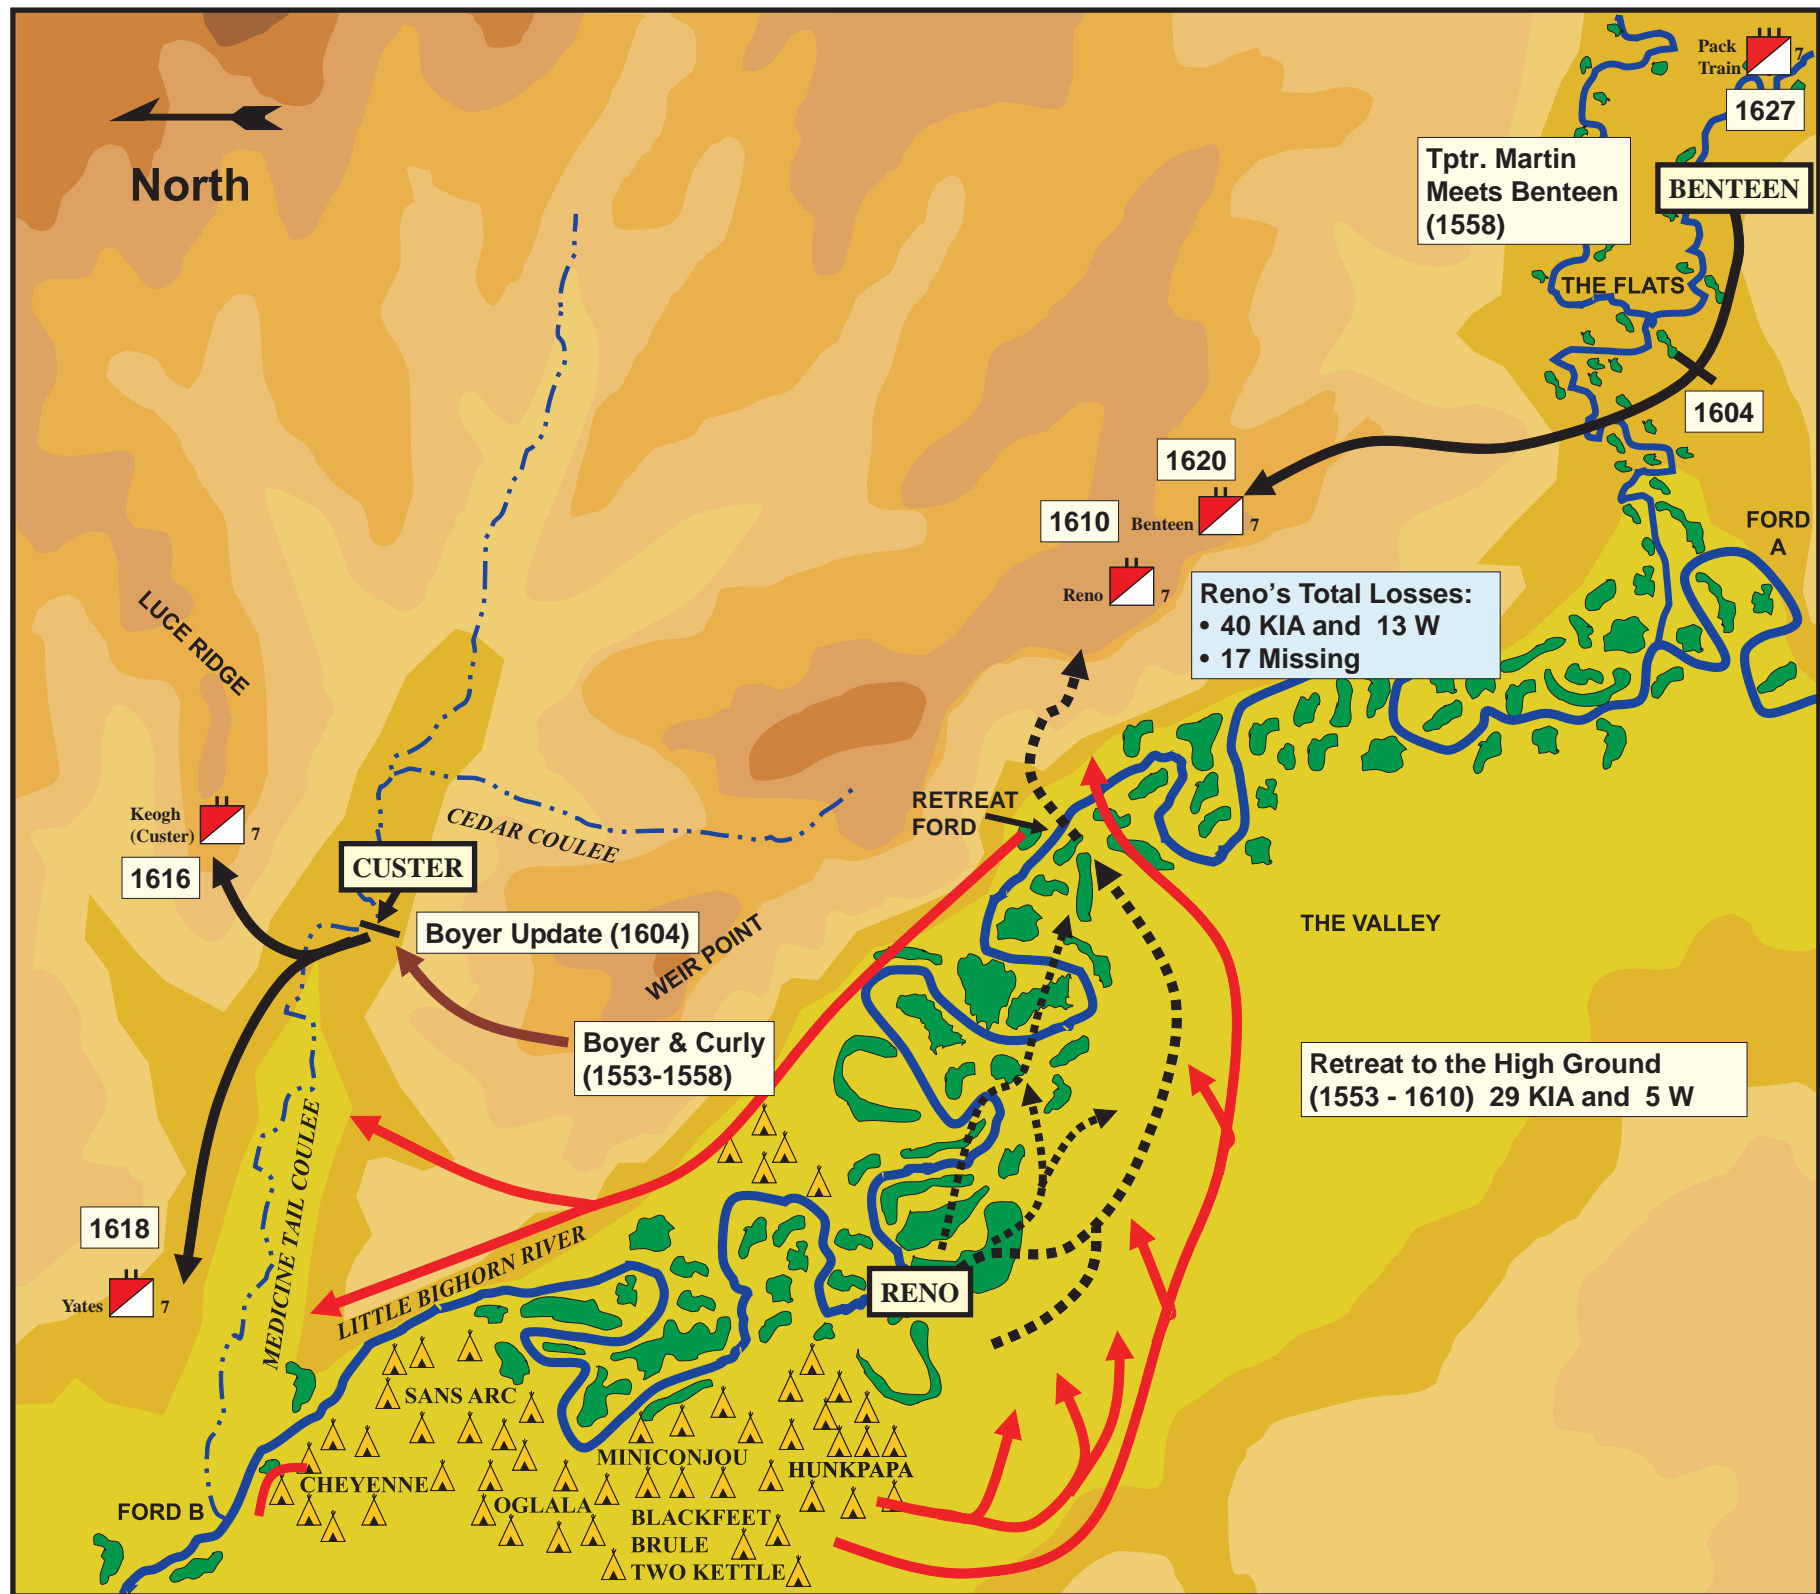 Pack
Train
7
1627
North
Tptr. Martin
Meets Benteen
(1558)
BENTEEN
THE FLATS
1604
1620
Benteen
7
1610
Reno
7
FORD
A
Reno's Total Losses:
• 40 KIA and 13 W
• 17 Missing
LUCE RIDGE
Keogh
(Custer)
7
1616
CEDAR COULEE
RETREAT
FORD
CUSTER
Boyer Update (1604)
WEIR POINT
THE VALLEY
Boyer & Curly
(1553-1558)
Retreat to the High Ground
(1553 - 1610) 29 KIA and 5 W
MEDICINE TAIL COULEE
1618
Yates
7
LITTLE BIGHORN RIVER
RENO
SANS ARC
MINICONJOU
HUNKPAPA
CHEYENNE
OGLALA
FORD B
BLACKFEET
BRULE
TWO KETTLE